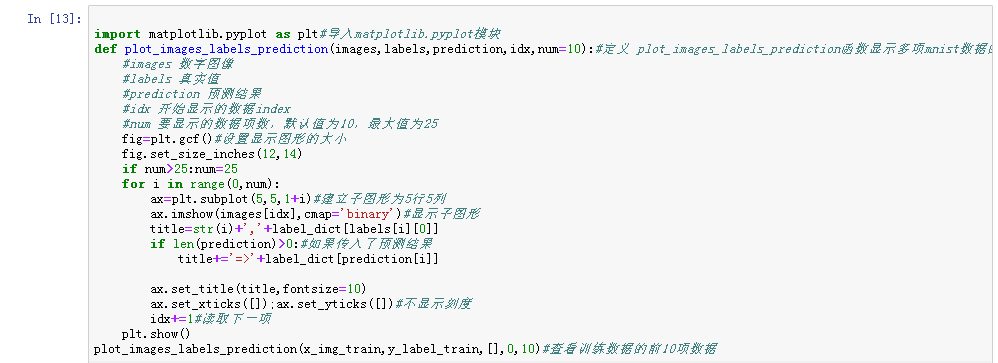 In [13]:
import matplotlib.pyplot as plt#导入matplotlib.pyplot模块
def plot_images_labels_prediction(images,labels,prediction,idx,num=10):#定义 plot_images_labels_prediction函数显示多项mnist数据
    #images 数字图像
    #labels 真实值
    #prediction 预测结果
    #idx 开始显示的数据index
    #num 要显示的数据项数，默认值为10，最大值为25
    fig=plt.gcf()#设置显示图形的大小
    fig.set_size_inches(12,14)
    if num>25:num=25
    for i in range(0,num):
        ax=plt.subplot(5,5,1+i)#建立子图形为5行5列
        ax.imshow(images[idx],cmap='binary')#显示子图形
        title=str(i)+','+label_dict[labels[i][0]]
        if len(prediction)>0:#如果传入了预测结果
            title+='=>'+label_dict[prediction[i]]
        ax.set_title(title,fontsize=10)
        ax.set_xticks([]);ax.set_yticks([])#不显示刻度
        idx+=1#读取下一项
    plt.show()
plot_images_labels_prediction(x_img_train,y_label_train,[],0,10)#查看训练数据的前10项数据